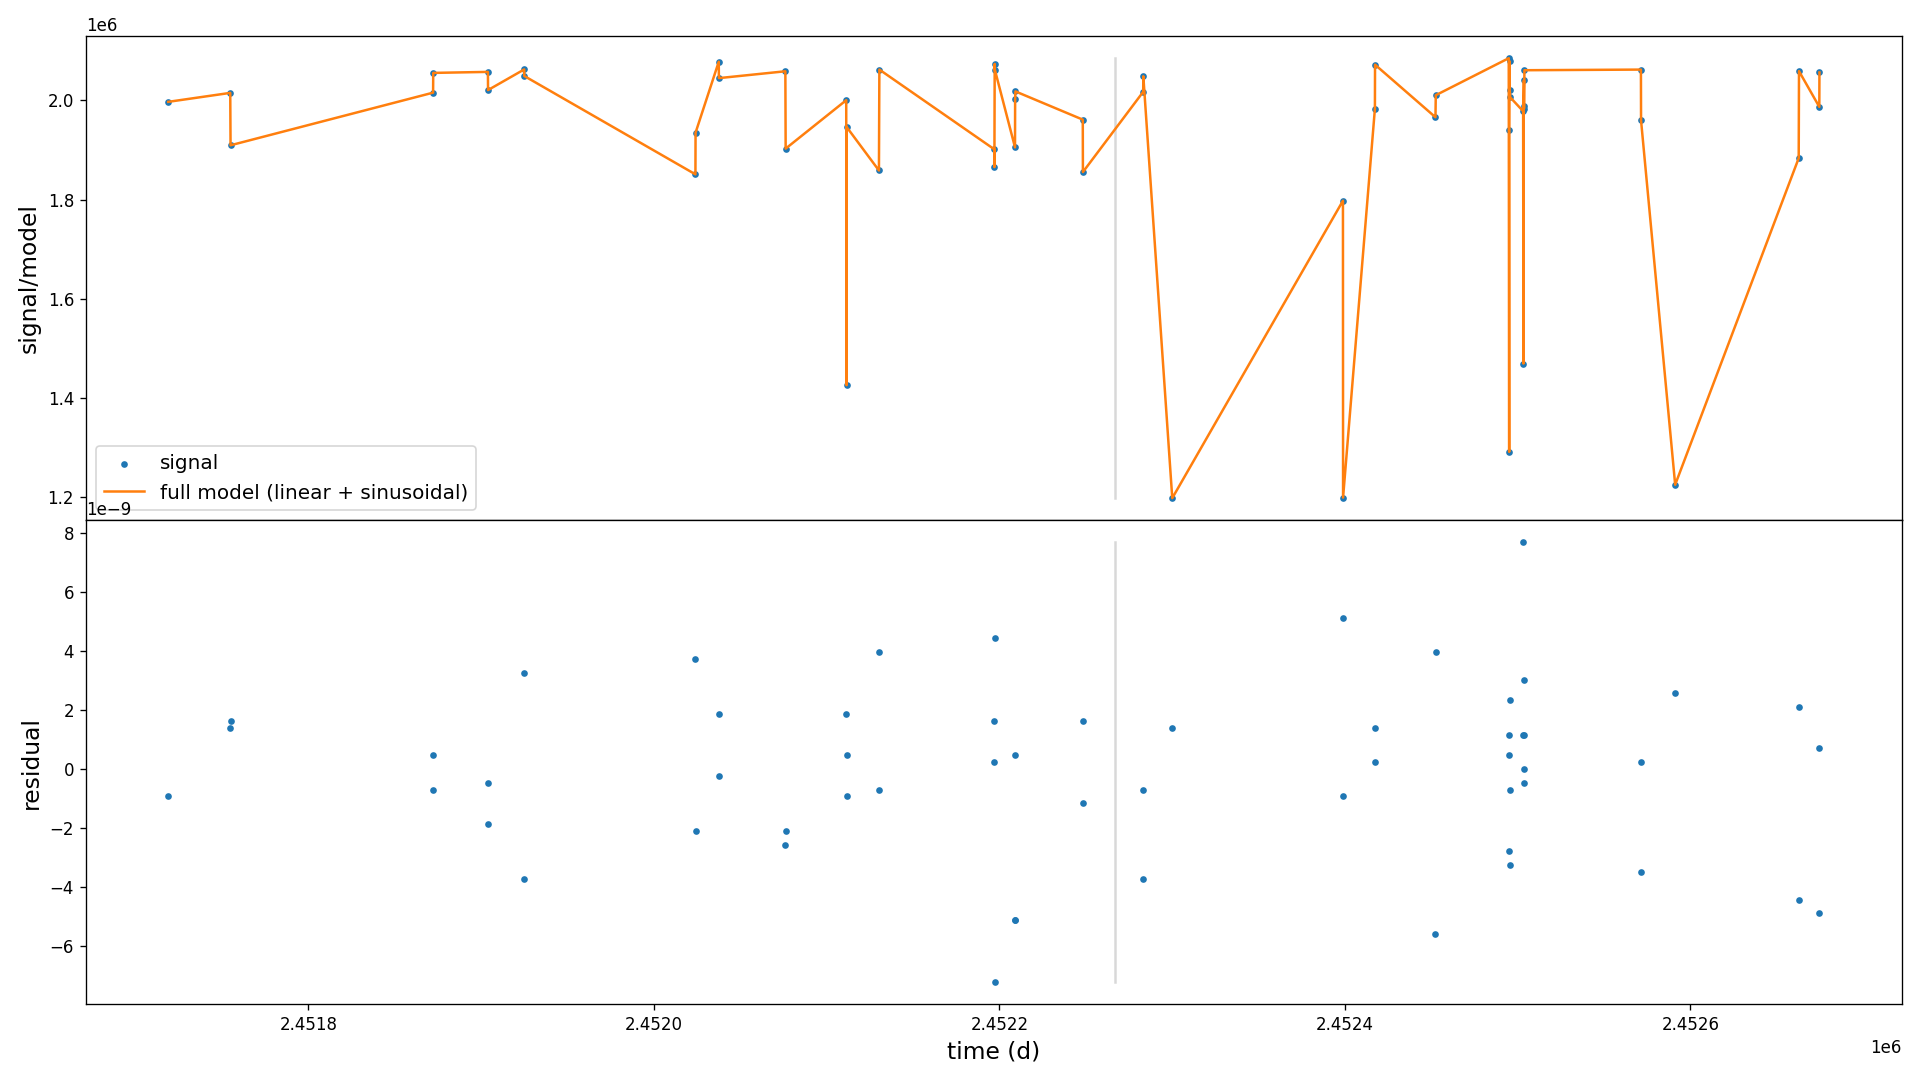 1e6
2.0
1.8
1.6
1.4
1.2
signal/model
signal
full model (linear + sinusoidal)
1e−9
8
6
4
2
0
−2
−4
−6
residual
2.4518
2.4520
2.4522
2.4524
2.4526
time (d)
1e6